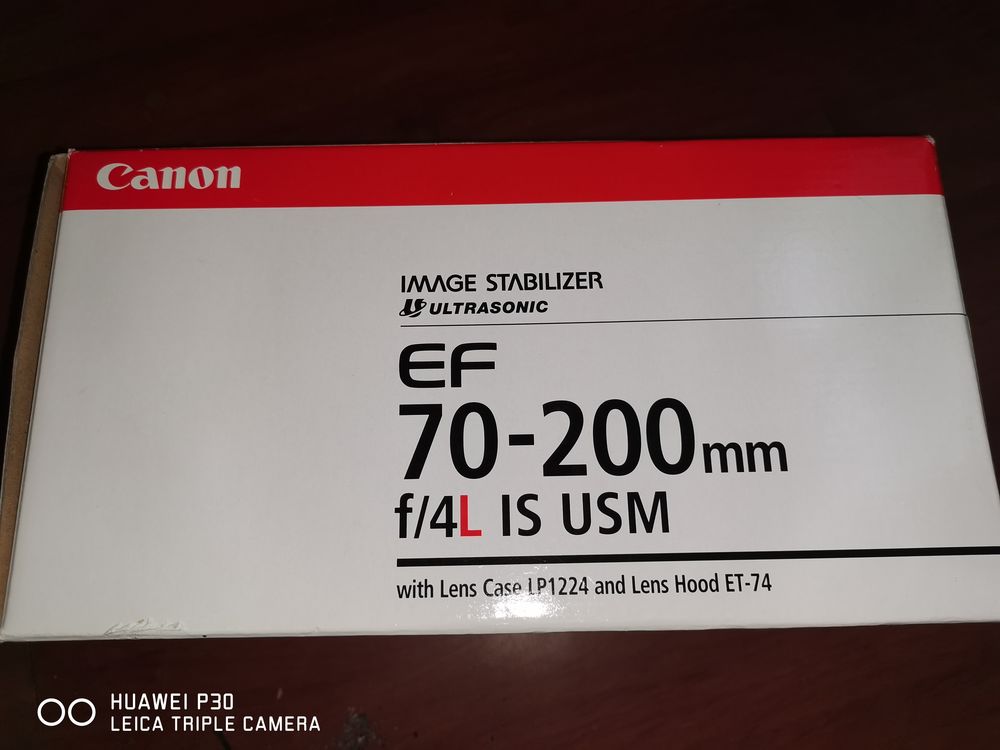 Canon
IMAGE STABILIZER
ULTRASONIC
EF
70-200mm
f/4L IS USM
with Lens Case LP1224 and Lens Hood ET-74
HUAWEI P30
LEICA TRIPLE CAMERA